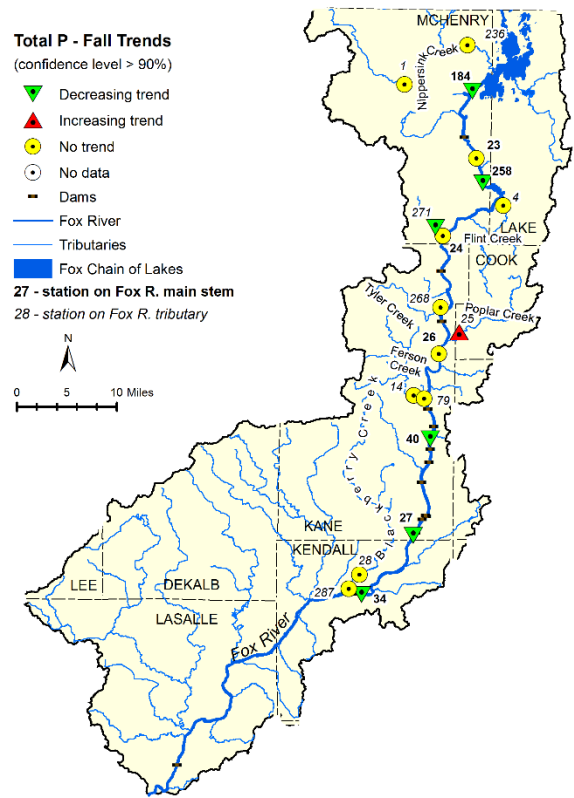 Total P - Fall Trends
(confidence level > 90%)
Decreasing trend
Increasing trend
No trend
No data
Dams
Fox River
Tributaries
Fox Chain of Lakes
27 - station on Fox R. main stem
28 - station on Fox R. tributary
N
0 5 10 Miles
MCHENRY
236
1
Nippersink Creek
184
23
258
4
271
LAKE
24
Flint Creek
COOK
268
Tyler Creek
Poplar Creek
25
26
Ferson
Creek
14
79
Blackberry Creek
40
27
KANE
KENDALL
28
287
34
LEE
DEKALB
LASALLE
Fox River